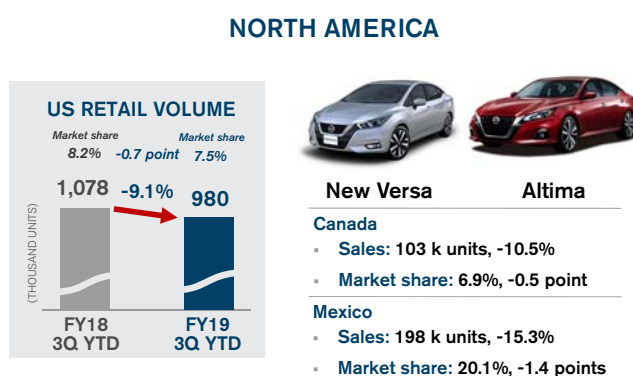 NORTH AMERICA
US RETAIL VOLUME
Market share
8.2%
-0.7 point
Market share
7.5%
1,078
-9.1%
980
(THOUSAND UNITS)
FY18
3Q YTD
FY19
3Q YTD
New Versa
Altima
Canada
▪ Sales: 103 k units, -10.5%
▪ Market share: 6.9%, -0.5 point
Mexico
▪ Sales: 198 k units, -15.3%
▪ Market share: 20.1%, -1.4 points